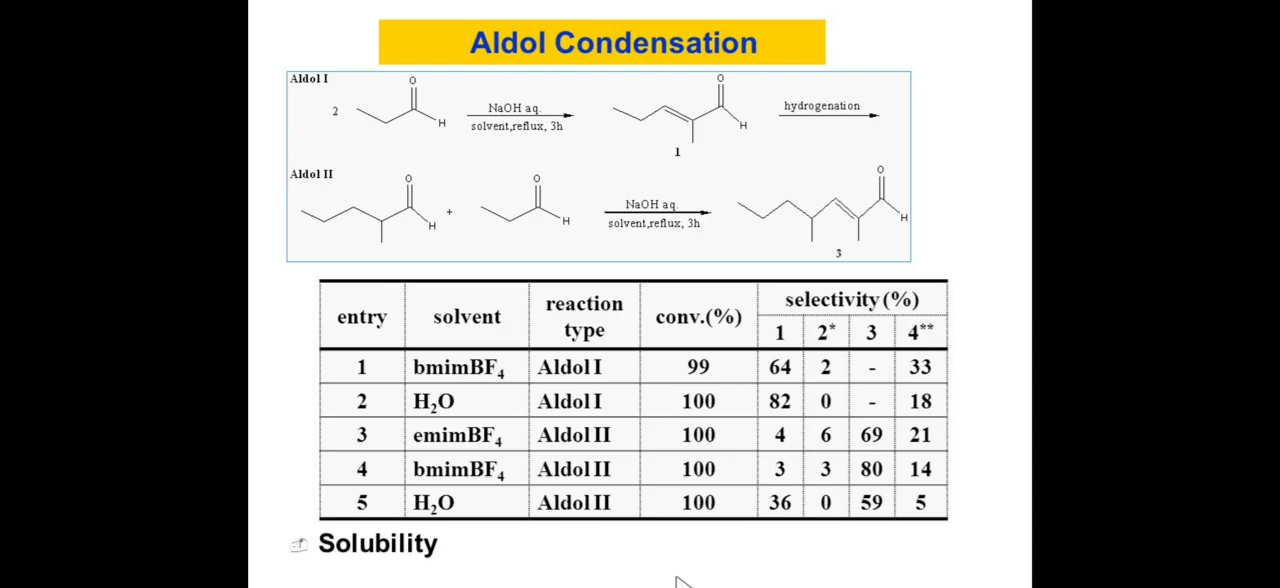 Aldol Condensation
Aldol I
2
O
H
NaOH aq.
solvent,reflux, 3h
O
H
1
hydrogenation
Aldol II
O
H
+
O
H
NaOH aq.
solvent,reflux, 3h
O
H
3
entry solvent reaction type conv.(%) selectivity (%)
1 2* 3 4**
1 bmimBF₄ Aldol I 99 64 2 - 33
2 H₂O Aldol I 100 82 0 - 18
3 emimBF₄ Aldol II 100 4 6 69 21
4 bmimBF₄ Aldol II 100 3 3 80 14
5 H₂O Aldol II 100 36 0 59 5
Solubility